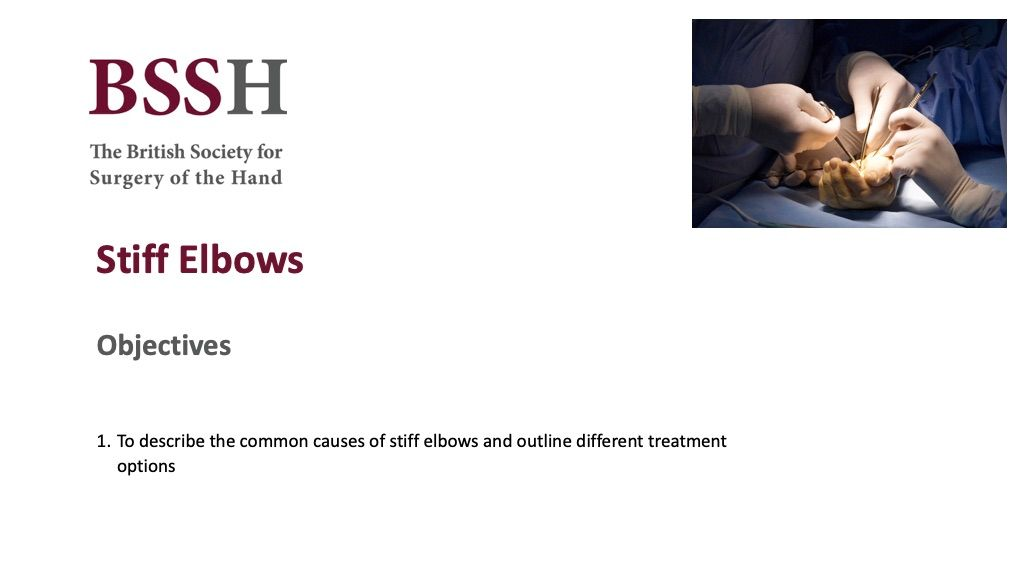 BSSH
The British Society for
Surgery of the Hand
Stiff Elbows
Objectives
1. To describe the common causes of stiff elbows and outline different treatment
options